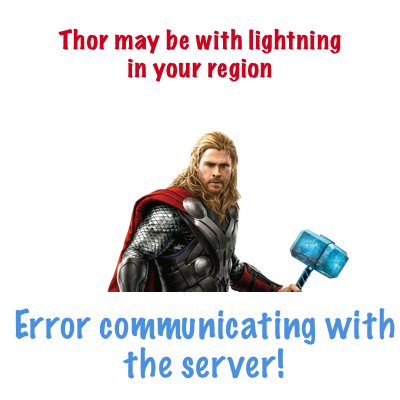 Thor may be with lightning
in your region
Error communicating with
the server!